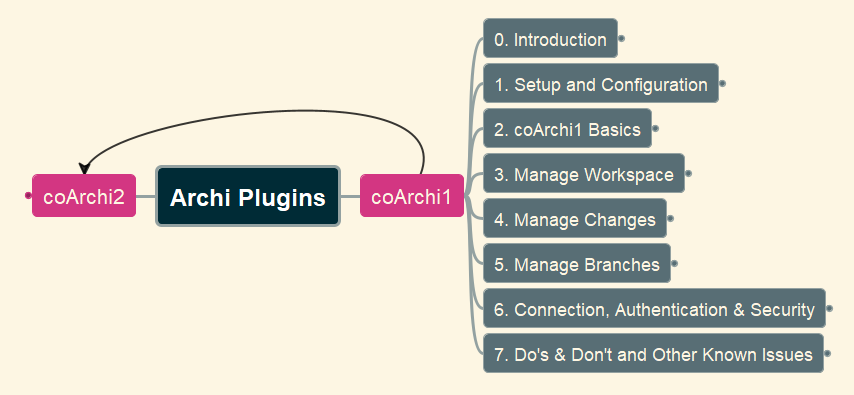 0. Introduction
1. Setup and Configuration
2. coArchi1 Basics
coArchi2
Archi Plugins
coArchi1
3. Manage Workspace
4. Manage Changes
5. Manage Branches
6. Connection, Authentication & Security
7. Do's & Don't and Other Known Issues